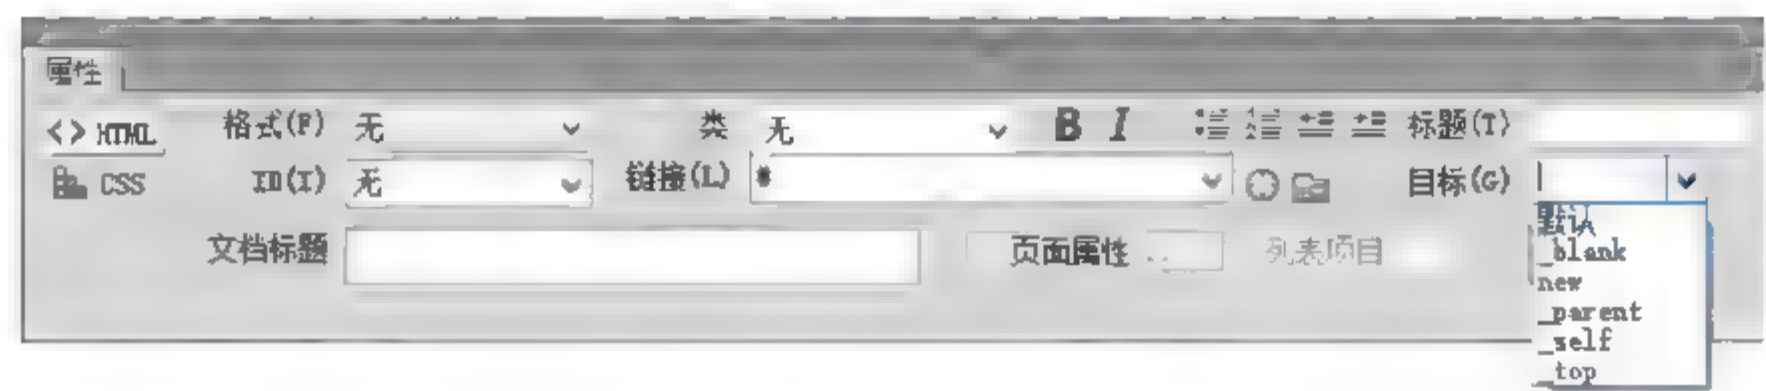 属性
<> HTML 格式(F) 无 类 无 B I 标题(T)
CSS ID(I) 无 链接(L) # 目标(G)
默认
文档标题 页面属性... 列表项目
_blank
new
_parent
_self
_top